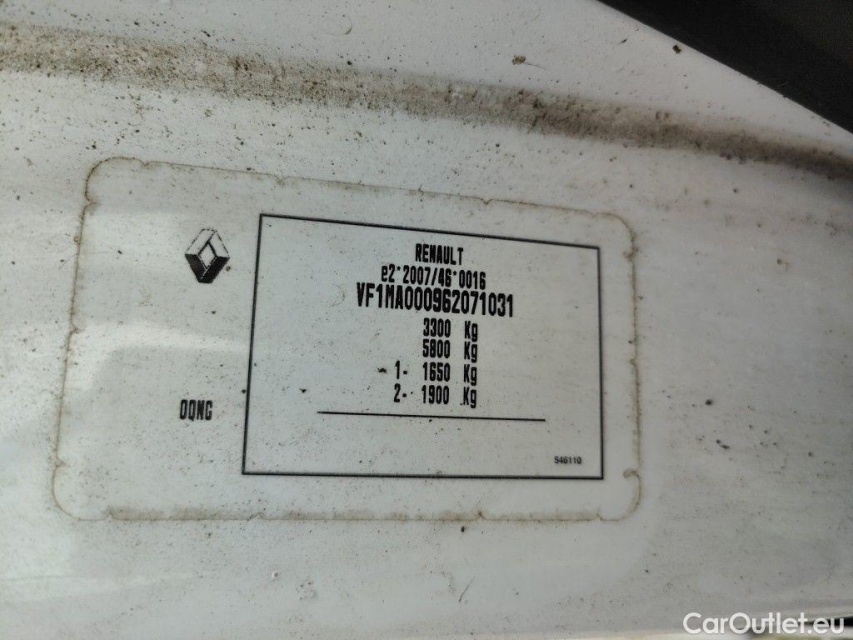 RENAULT
e2*2007/46*0016
VF1MA000962071031
3300 Kg
5800 Kg
1- 1650 Kg
2- 1900 Kg
DQNC
546110
CarOutlet.eu